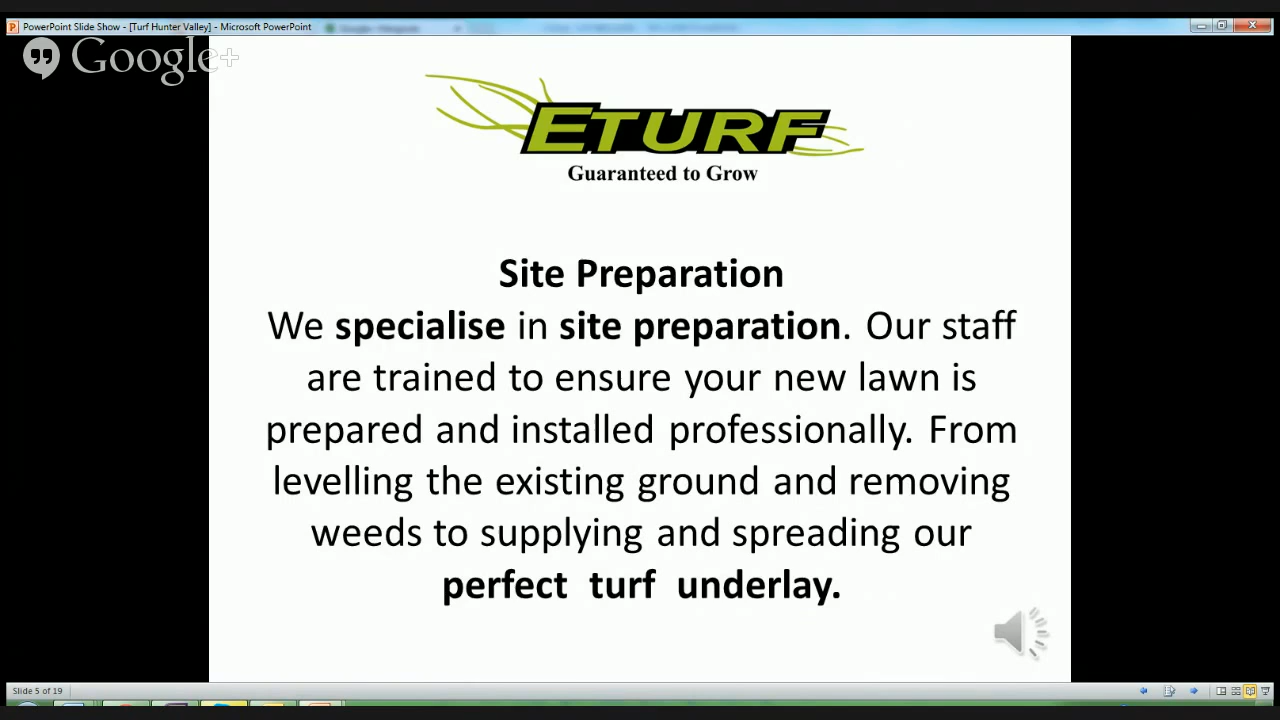 PowerPoint Slide Show - [Turf Hunter Valley] - Microsoft PowerPoint
Google+
ETURF
Guaranteed to Grow
Site Preparation
We specialise in site preparation. Our staff
are trained to ensure your new lawn is
prepared and installed professionally. From
levelling the existing ground and removing
weeds to supplying and spreading our
perfect turf underlay.
Slide 5 of 19